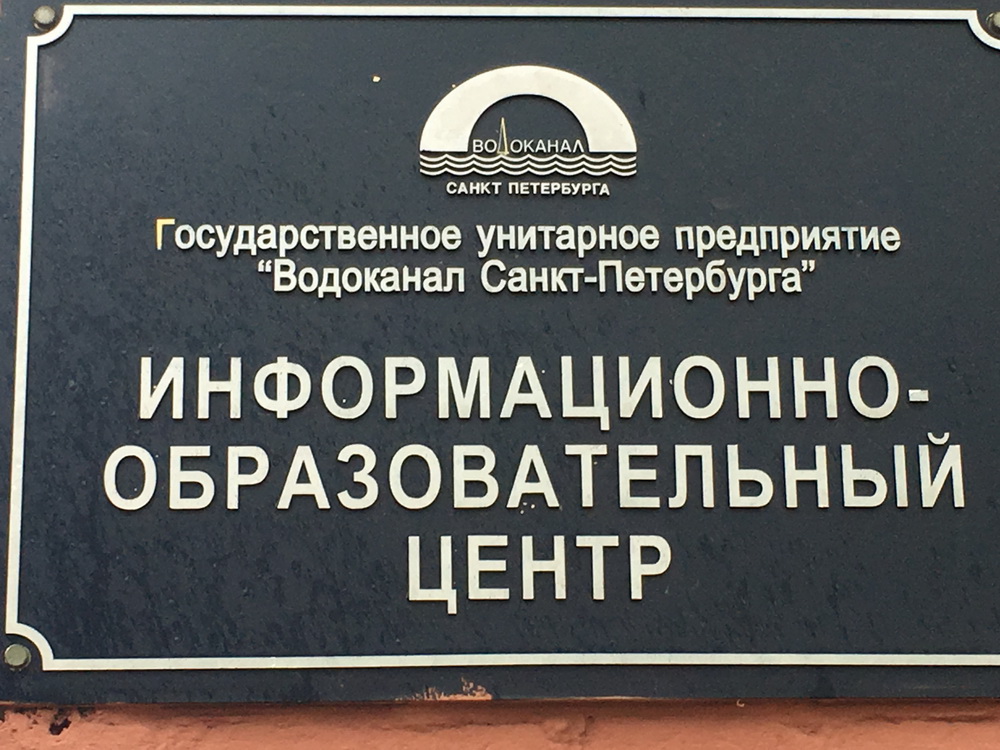 ВОДОКАНАЛ
САНКТ ПЕТЕРБУРГА
Государственное унитарное предприятие
“Водоканал Санкт-Петербурга”
ИНФОРМАЦИОННО-
ОБРАЗОВАТЕЛЬНЫЙ
ЦЕНТР